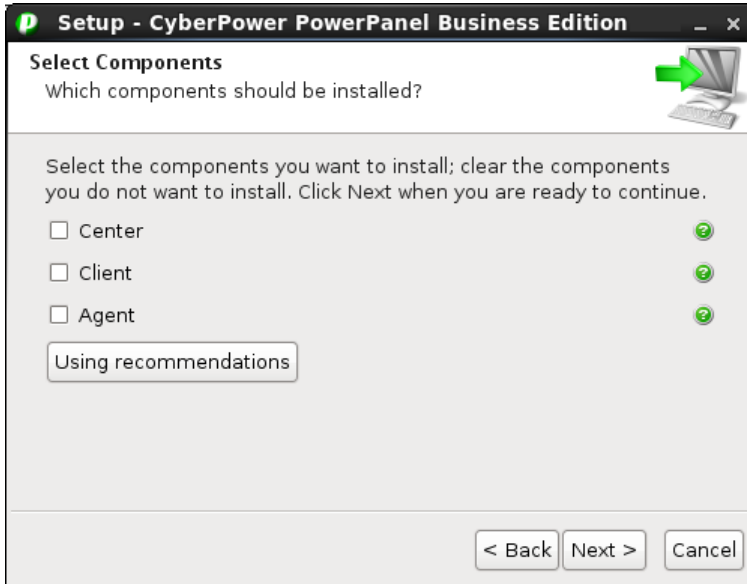 Setup - CyberPower PowerPanel Business Edition
Select Components
Which components should be installed?
Select the components you want to install; clear the components
you do not want to install. Click Next when you are ready to continue.
Center
Client
Agent
Using recommendations
< Back Next > Cancel